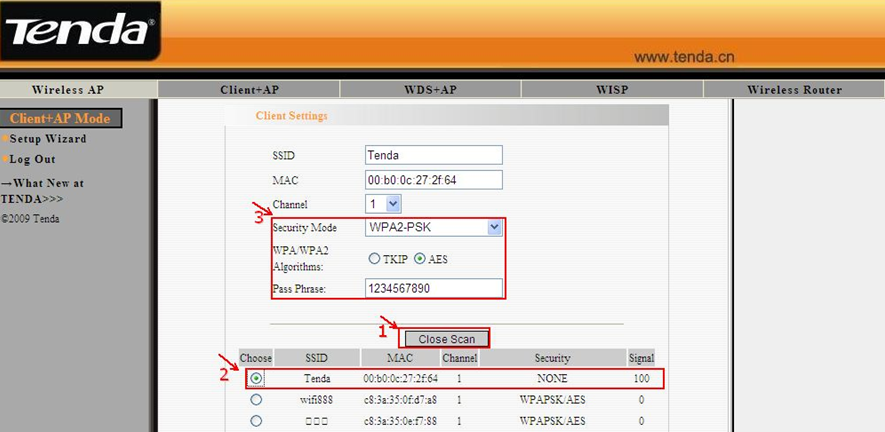 Tenda®
www.tenda.cn
Wireless AP Client+AP WDS+AP WISP Wireless Router
Client+AP Mode
Setup Wizard
Log Out
→What New at
TENDA>>>
©2009 Tenda
Client Settings
SSID Tenda
MAC 00:b0:0c:27:2f:64
Channel 1
3
Security Mode WPA2-PSK
WPA/WPA2
Algorithms: TKIP AES
Pass Phrase: 1234567890
1 Close Scan
Choose SSID MAC Channel Security Signal
2 Tenda 00:b0:0c:27:2f:64 1 NONE 100
wifi888 c8:3a:35:0f:d7:a8 1 WPAPSK/AES 0
□□□ c8:3a:35:0e:f7:88 1 WPAPSK/AES 0